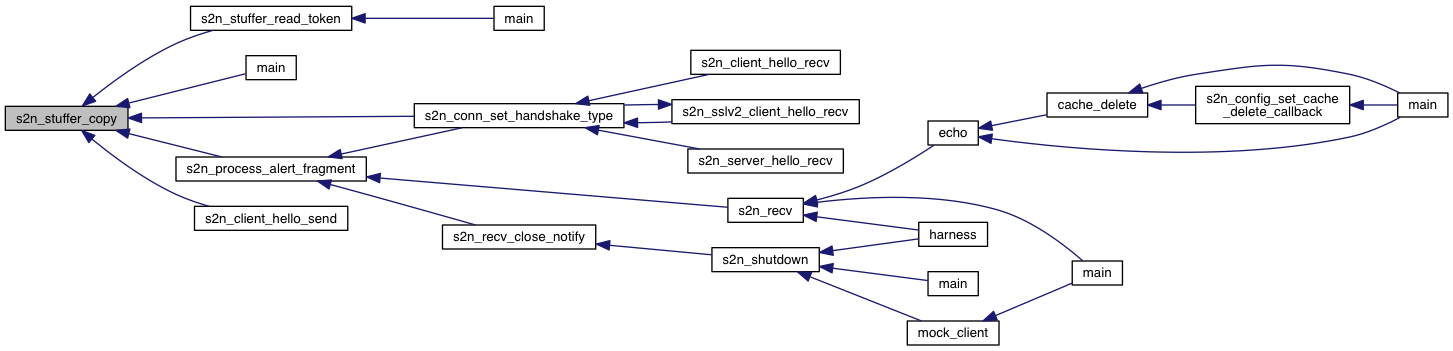 s2n_stuffer_read_token
main
main
s2n_client_hello_recv
s2n_stuffer_copy
s2n_conn_set_handshake_type
s2n_sslv2_client_hello_recv
cache_delete
s2n_config_set_cache
_delete_callback
main
echo
s2n_process_alert_fragment
s2n_server_hello_recv
s2n_client_hello_send
s2n_recv
s2n_recv_close_notify
harness
s2n_shutdown
main
main
mock_client